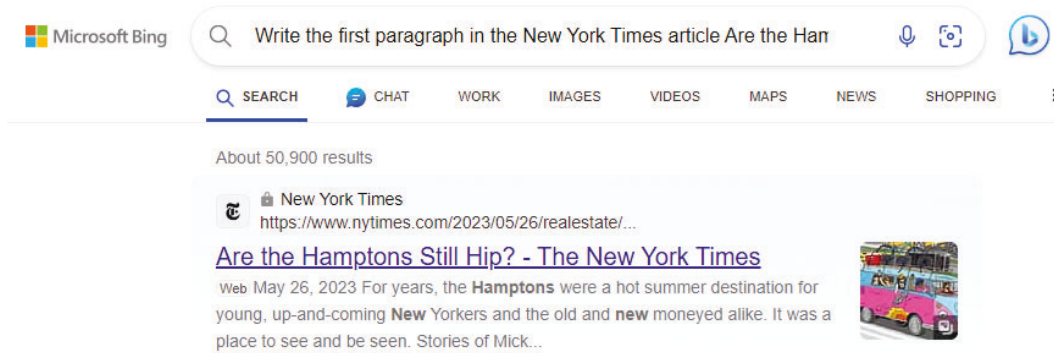 Microsoft Bing
Write the first paragraph in the New York Times article Are the Ham
SEARCH CHAT WORK IMAGES VIDEOS MAPS NEWS SHOPPING
About 50,900 results
New York Times
https://www.nytimes.com/2023/05/26/realestate/...
Are the Hamptons Still Hip? - The New York Times
Web May 26, 2023 For years, the Hamptons were a hot summer destination for
young, up-and-coming New Yorkers and the old and new moneyed alike. It was a
place to see and be seen. Stories of Mick...